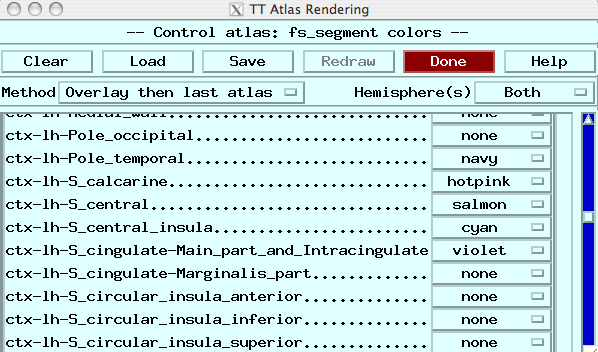 TT Atlas Rendering
-- Control atlas: fs_segment colors --
Clear Load Save Redraw Done Help
Method Overlay then last atlas Hemisphere(s) Both
ctx-lh-Medial_wall.............................. none
ctx-lh-Pole_occipital........................... none
ctx-lh-Pole_temporal............................ navy
ctx-lh-S_calcarine.............................. hotpink
ctx-lh-S_central................................ salmon
ctx-lh-S_central_insula......................... cyan
ctx-lh-S_cingulate-Main_part_and_Intracingulate violet
ctx-lh-S_cingulate-Marginalis_part.............. none
ctx-lh-S_circular_insula_anterior............... none
ctx-lh-S_circular_insula_inferior............... none
ctx-lh-S_circular_insula_superior............... none